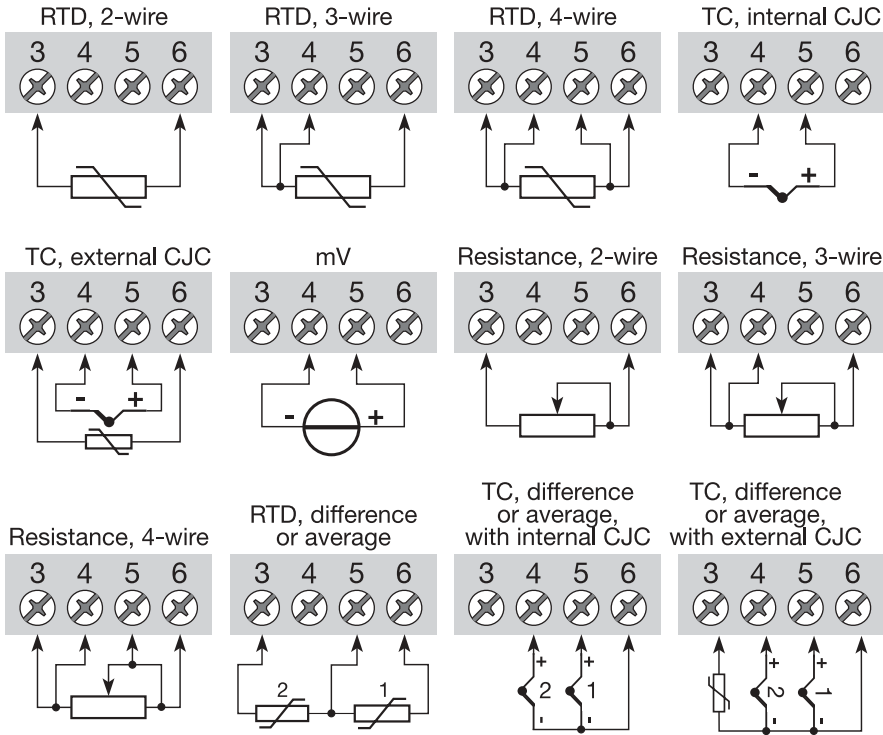 RTD, 2-wire
3 4 5 6
RTD, 3-wire
3 4 5 6
RTD, 4-wire
3 4 5 6
TC, internal CJC
3 4 5 6
- +
TC, external CJC
3 4 5 6
- +
mV
3 4 5 6
- +
Resistance, 2-wire
3 4 5 6
Resistance, 3-wire
3 4 5 6
Resistance, 4-wire
3 4 5 6
RTD, difference
or average
3 4 5 6
2 1
TC, difference
or average,
with internal CJC
3 4 5 6
+ +
2 1
- -
TC, difference
or average,
with external CJC
3 4 5 6
+ +
2 1
- -